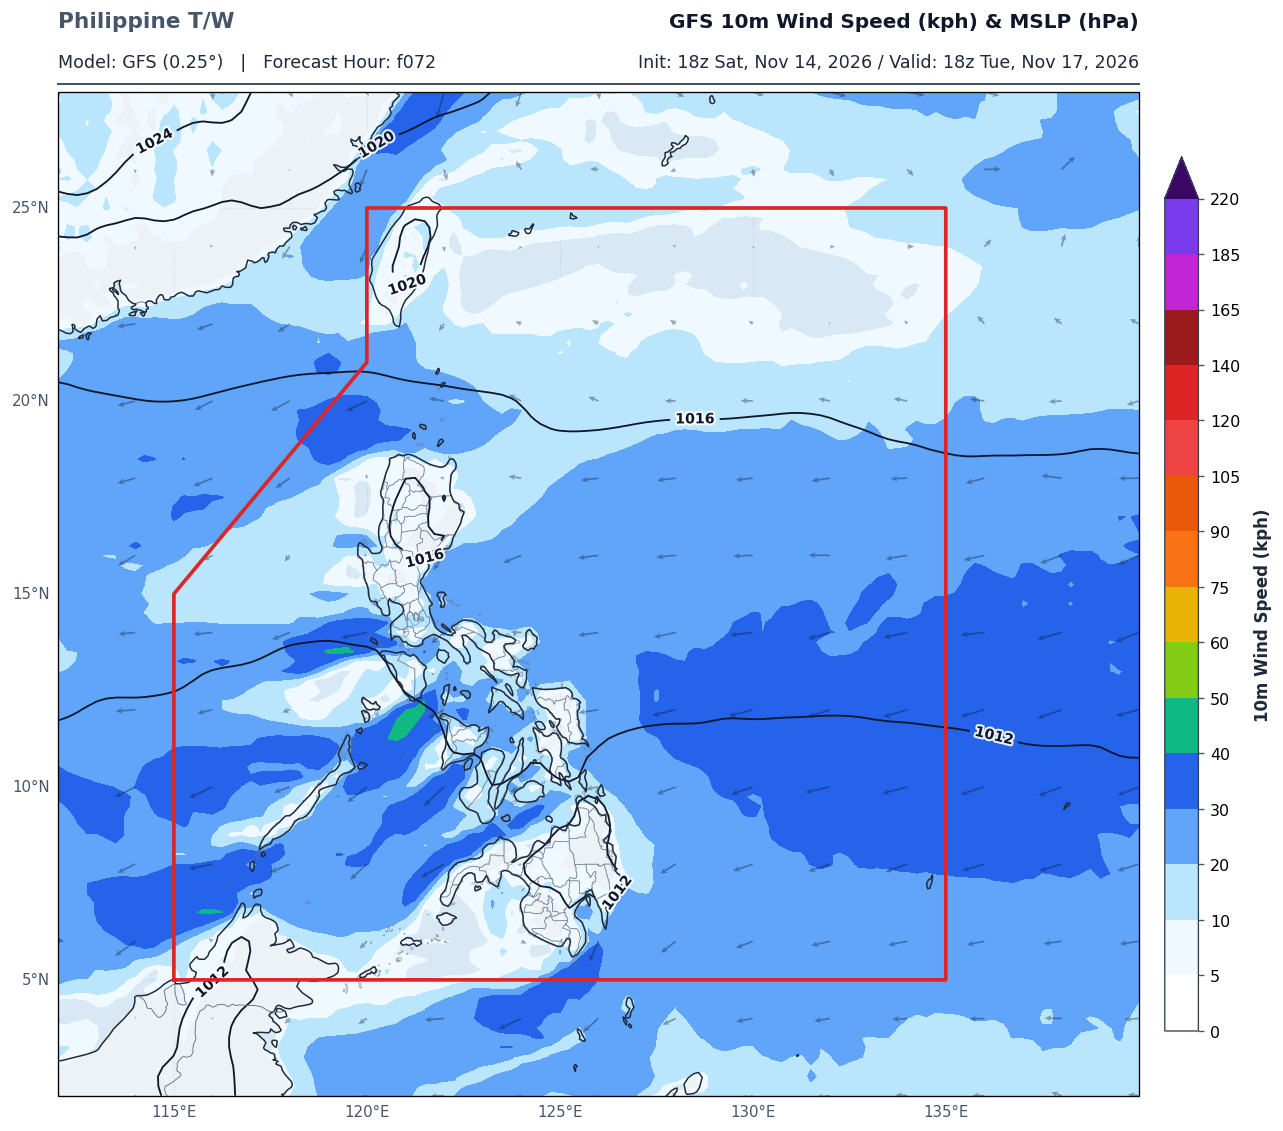 Philippine T/W
GFS 10m Wind Speed (kph) & MSLP (hPa)
Model: GFS (0.25°) | Forecast Hour: f072
Init: 18z Sat, Nov 14, 2026 / Valid: 18z Tue, Nov 17, 2026
1024
1020
1020
1016
1016
1012
1012
1012
25°N
20°N
15°N
10°N
5°N
115°E
120°E
125°E
130°E
135°E
220
185
165
140
120
105
90
75
60
50
40
30
20
10
5
0
10m Wind Speed (kph)